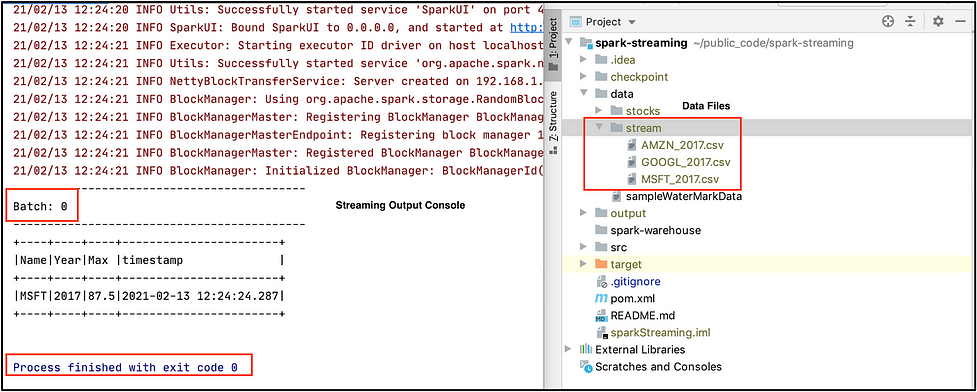 21/02/13 12:24:20 INFO Utils: Successfully started service 'SparkUI' on port 4
21/02/13 12:24:20 INFO SparkUI: Bound SparkUI to 0.0.0.0, and started at http:
21/02/13 12:24:21 INFO Executor: Starting executor ID driver on host localhost
21/02/13 12:24:21 INFO Utils: Successfully started service 'org.apache.spark.n
21/02/13 12:24:21 INFO NettyBlockTransferService: Server created on 192.168.1.
21/02/13 12:24:21 INFO BlockManager: Using org.apache.spark.storage.RandomBloc
21/02/13 12:24:21 INFO BlockManagerMaster: Registering BlockManager BlockManag
21/02/13 12:24:21 INFO BlockManagerMasterEndpoint: Registering block manager 1
21/02/13 12:24:21 INFO BlockManagerMaster: Registered BlockManager BlockManage
21/02/13 12:24:21 INFO BlockManager: Initialized BlockManager: BlockManagerId(
-------------------------------------------
Batch: 0
Streaming Output Console
-------------------------------------------
+----+----+----+-----------------------+
|Name|Year|Max |timestamp              |
+----+----+----+-----------------------+
|MSFT|2017|87.5|2021-02-13 12:24:24.287|
+----+----+----+-----------------------+
Process finished with exit code 0
1: Project
7: Structure
Project
spark-streaming ~/public_code/spark-streaming
.idea
checkpoint
data
Data Files
stocks
stream
AMZN_2017.csv
GOOGL_2017.csv
MSFT_2017.csv
sampleWaterMarkData
output
spark-warehouse
src
target
.gitignore
m pom.xml
MD README.md
sparkStreaming.iml
External Libraries
Scratches and Consoles